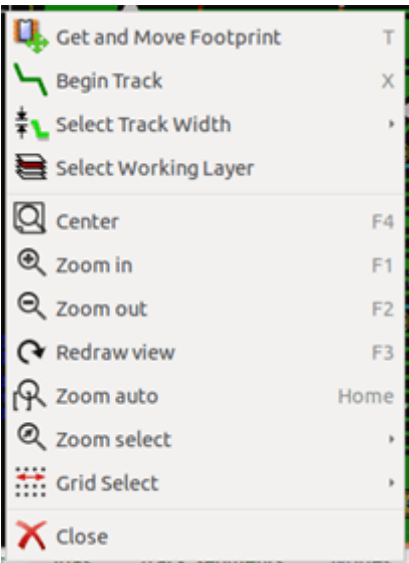 Get and Move Footprint T
Begin Track X
Select Track Width
Select Working Layer
Center F4
Zoom in F1
Zoom out F2
Redraw view F3
Zoom auto Home
Zoom select
Grid Select
Close